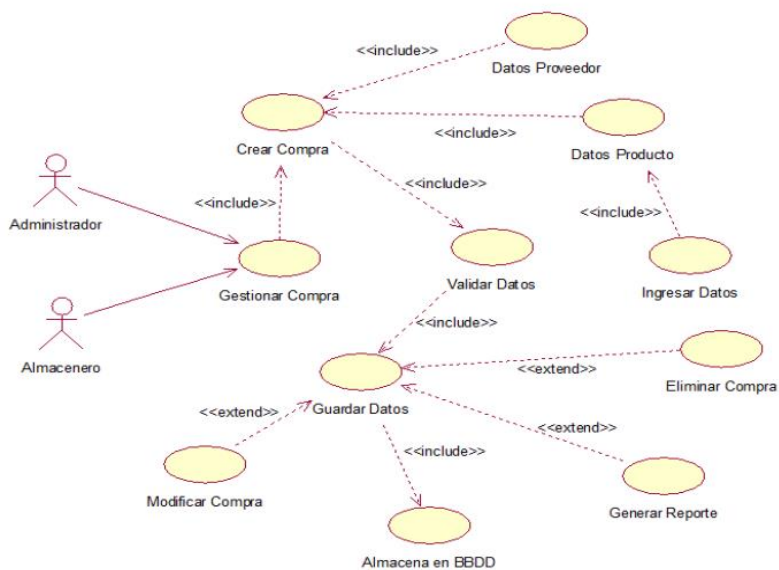 <<include>>
Datos Proveedor
<<include>>
Crear Compra
Datos Producto
<<include>>
<<include>>
<<include>>
Administrador
Gestionar Compra
Validar Datos
Ingresar Datos
<<include>>
Almacenero
<<extend>>
Eliminar Compra
<<extend>>
Guardar Datos
<<extend>>
<<include>>
Modificar Compra
Generar Reporte
Almacena en BBDD